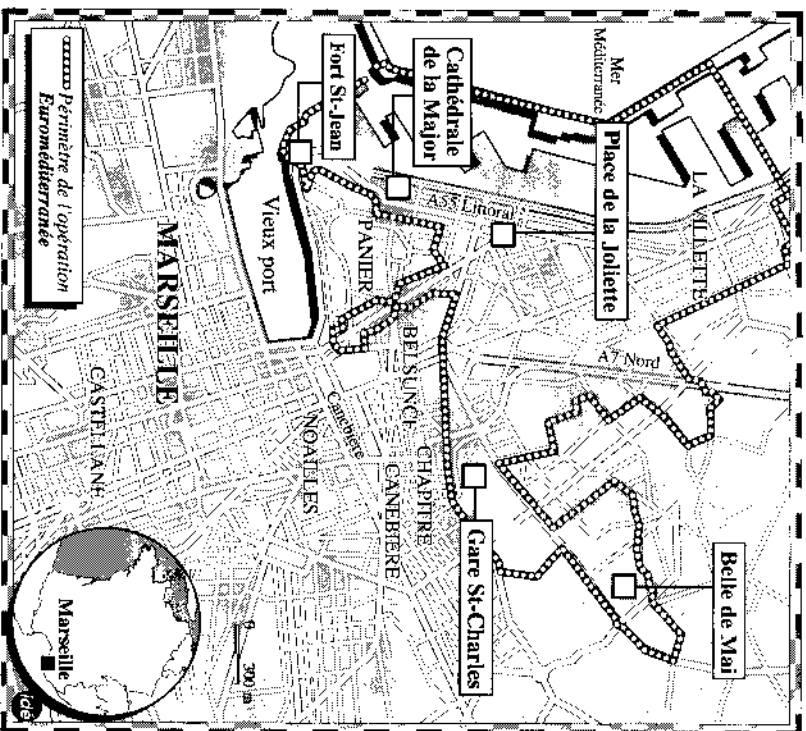 Mer
Méditerranée
LA VILLETTE
Place de la Joliette
Belle de Mai
Cathédrale
de la Major
A55 Littoral
A7 Nord
Fort St-Jean
PANIER
BELSUNCE
CHAPITRE
CANEBIÈRE
Gare St-Charles
Vieux port
Canebière
NOAILLES
MARSEILLE
CASTELLANE
Périmètre de l'opération
Euroméditerranée
0 300 m
Marseille
idé